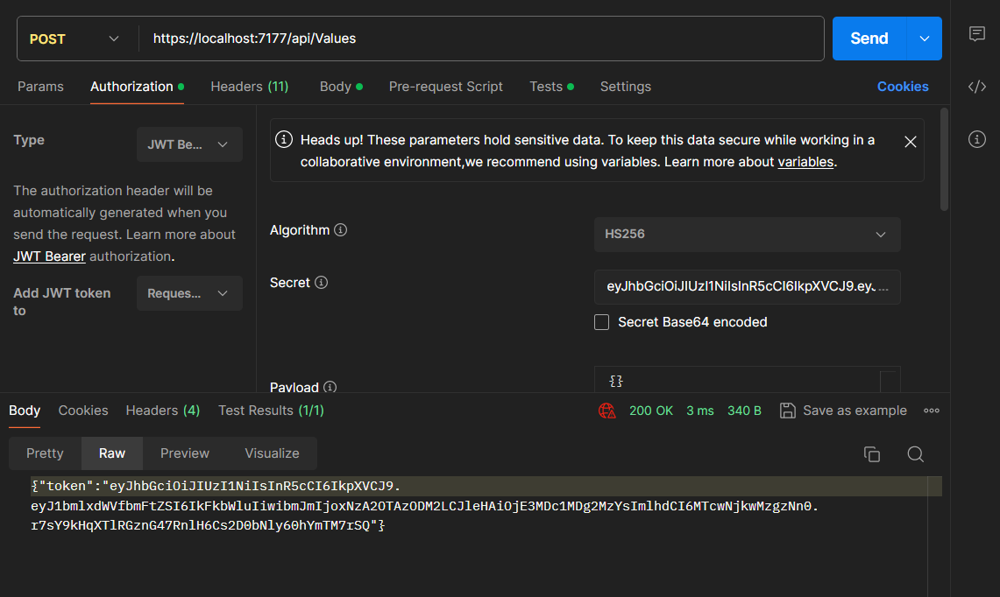 POST https://localhost:7177/api/Values Send
Params Authorization Headers (11) Body Pre-request Script Tests Settings Cookies
Type JWT Be...
The authorization header will be
automatically generated when you
send the request. Learn more about
JWT Bearer authorization.
Add JWT token
to
Reques...
Heads up! These parameters hold sensitive data. To keep this data secure while working in a
collaborative environment,we recommend using variables. Learn more about variables.
Algorithm HS256
Secret eyJhbGciOiJIUzI1NiIsInR5cCI6IkpXVCJ9.eyJ...
Secret Base64 encoded
Payload {}
Body Cookies Headers (4) Test Results (1/1) 200 OK 3 ms 340 B Save as example
Pretty Raw Preview Visualize
{"token":"eyJhbGciOiJIUzI1NiIsInR5cCI6IkpXVCJ9.
eyJ1bmlxdWVfbmFtZSI6IkFkbWluIiwibmJmIjoxNzA2OTAzODM2LCJleHAiOjE3MDc1MDg2MzYsImlhdCI6MTcwNjkwMzgzNn0.
r7sY9kHqXTlRGznG47RnlH6Cs2D0bNly60hYmTM7rSQ"}